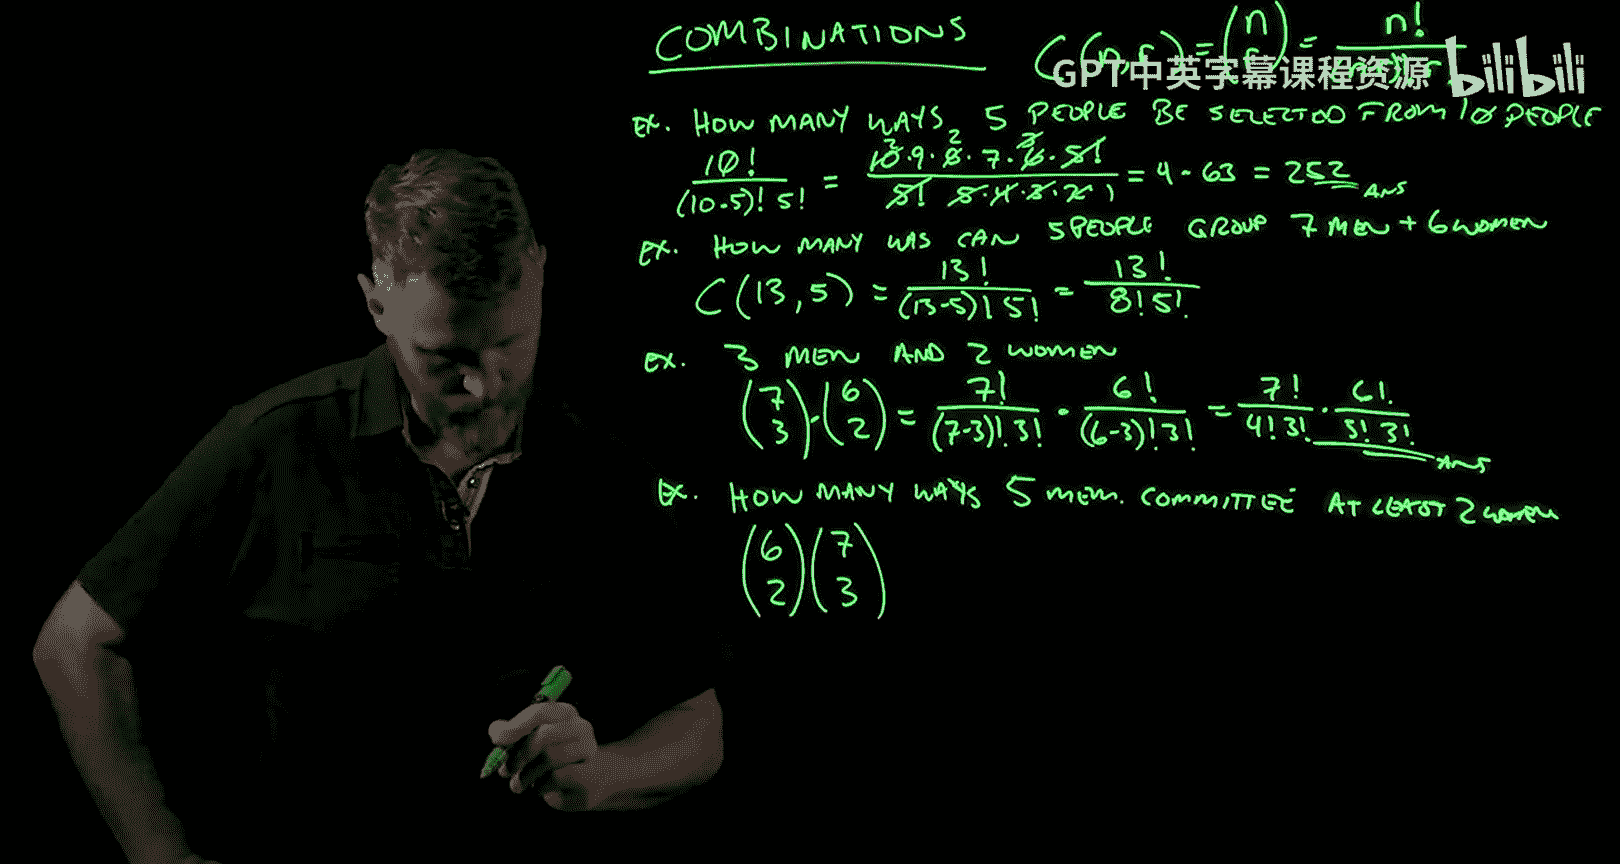 COMBINATIONS C(n,r) = (n r) = n!
GPT中英字幕课程资源 bilibili
EX. HOW MANY WAYS 5 PEOPLE BE SELECTOD FROM 10 PEOPLE
10! / (10-5)! 5! = 10·9·8·7·6·5! / 5! 5·4·3·2·1 = 4·63 = 252 ANS
EX. HOW MANY WAS CAN 5 PEOPLE GROUP 7 MEN + 6 WOMEN
C(13,5) = 13! / (13-5)! 5! = 13! / 8! 5!
EX. 3 MEN AND 2 WOMEN
(7 3)·(6 2) = 7! / (7-3)! 3! · 6! / (6-3)! 3! = 7! / 4! 3! · 6! / 3! 3! ANS
EX. HOW MANY WAYS 5 MEM. COMMITTEE AT LEAST 2 WOMEN
(6 2)(7 3)